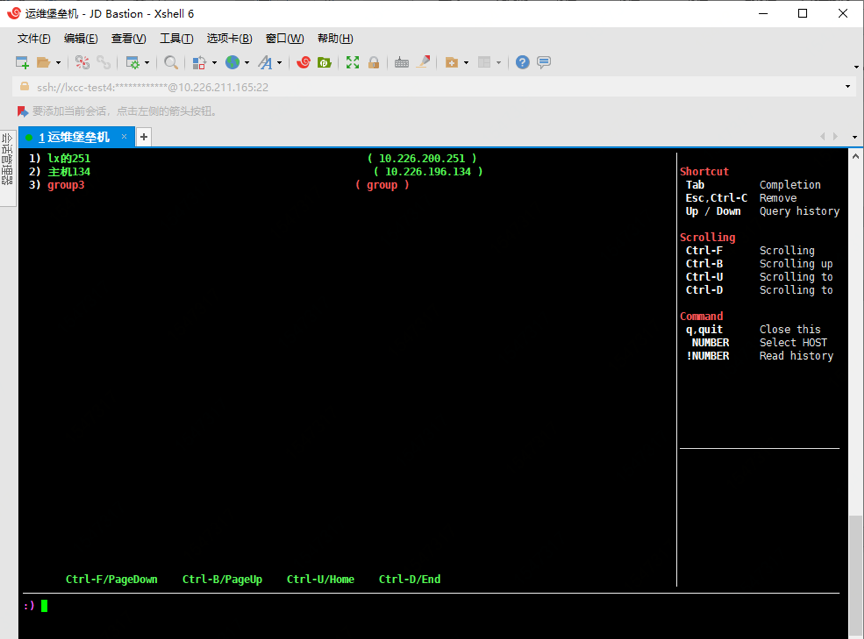 运维堡垒机 - JD Bastion - Xshell 6
文件(F) 编辑(E) 查看(V) 工具(T) 选项卡(B) 窗口(W) 帮助(H)
ssh://lxcc-test4:************@10.226.211.165:22
要添加当前会话，点击左侧的箭头按钮。
会话管理器
1 运维堡垒机 × +
1) lx的251 ( 10.226.200.251 )
2) 主机134 ( 10.226.196.134 )
3) group3 ( group )
Shortcut
Tab Completion
Esc,Ctrl-C Remove
Up / Down Query history
Scrolling
Ctrl-F Scrolling
Ctrl-B Scrolling up
Ctrl-U Scrolling to
Ctrl-D Scrolling to
Command
q,quit Close this
NUMBER Select HOST
!NUMBER Read history
Ctrl-F/PageDown Ctrl-B/PageUp Ctrl-U/Home Ctrl-D/End
:)